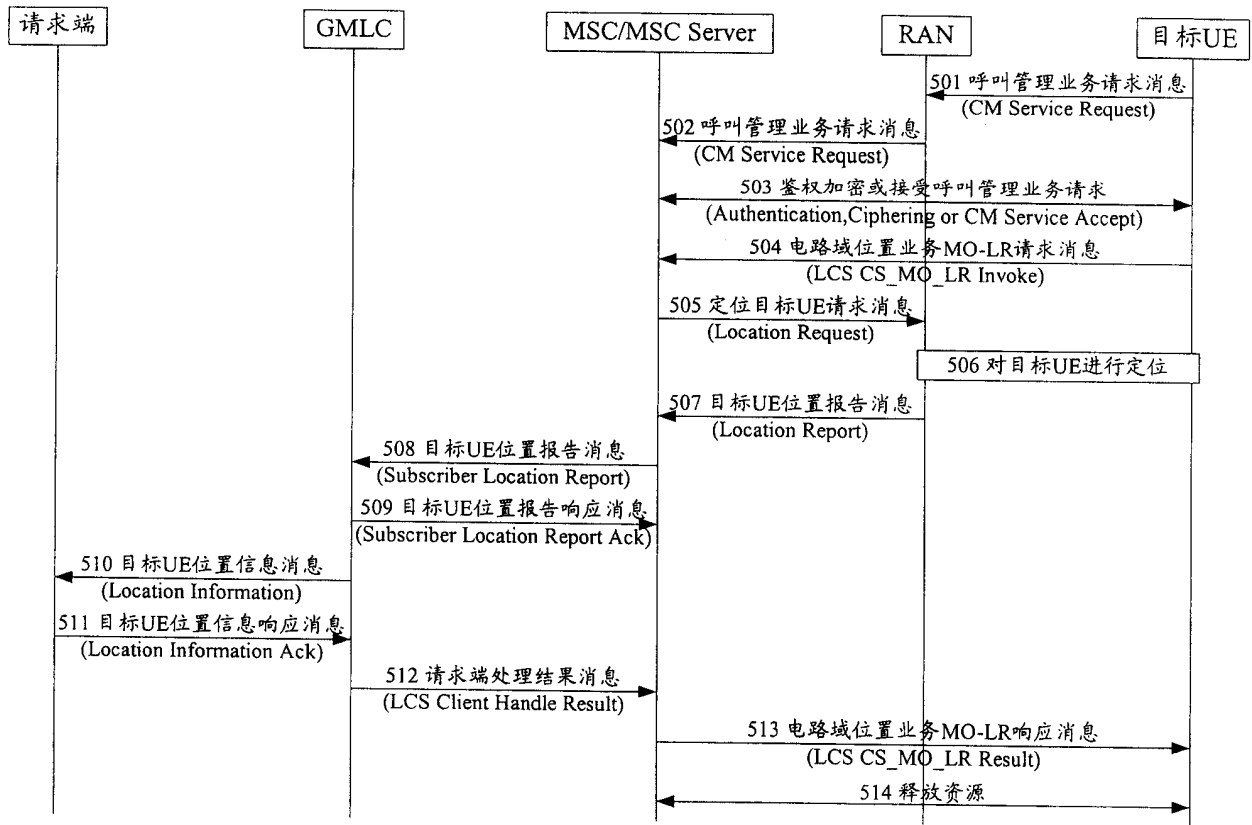 请求端
GMLC
MSC/MSC Server
RAN
目标UE
501 呼叫管理业务请求消息
(CM Service Request)
502 呼叫管理业务请求消息
(CM Service Request)
503 鉴权加密或接受呼叫管理业务请求
(Authentication,Ciphering or CM Service Accept)
504 电路域位置业务MO-LR请求消息
(LCS CS_MO_LR Invoke)
505 定位目标UE请求消息
(Location Request)
506 对目标UE进行定位
507 目标UE位置报告消息
(Location Report)
508 目标UE位置报告消息
(Subscriber Location Report)
509 目标UE位置报告响应消息
(Subscriber Location Report Ack)
510 目标UE位置信息消息
(Location Information)
511 目标UE位置信息响应消息
(Location Information Ack)
512 请求端处理结果消息
(LCS Client Handle Result)
513 电路域位置业务MO-LR响应消息
(LCS CS_MO_LR Result)
514 释放资源